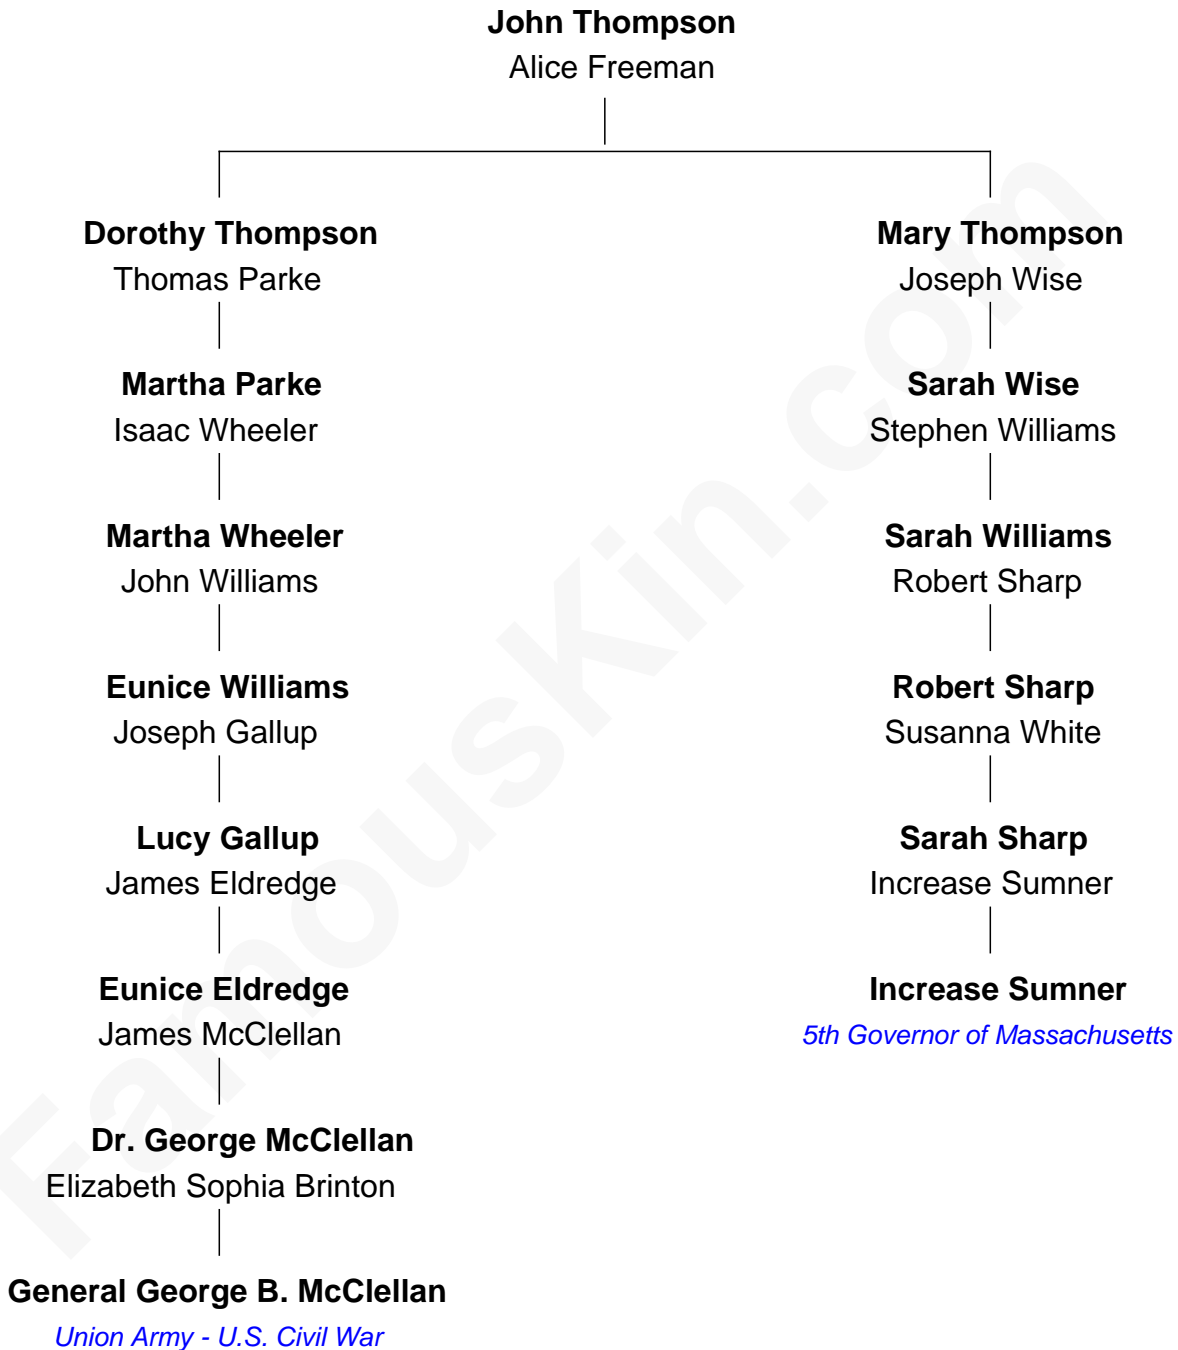 John Thompson
Alice Freeman
Dorothy Thompson
Thomas Parke
Mary Thompson
Joseph Wise
Martha Parke
Isaac Wheeler
Sarah Wise
Stephen Williams
Martha Wheeler
John Williams
Sarah Williams
Robert Sharp
Eunice Williams
Joseph Gallup
Robert Sharp
Susanna White
Lucy Gallup
James Eldredge
Sarah Sharp
Increase Sumner
Eunice Eldredge
James McClellan
Increase Sumner
5th Governor of Massachusetts
Dr. George McClellan
Elizabeth Sophia Brinton
General George B. McClellan
Union Army - U.S. Civil War
FamousKin.com